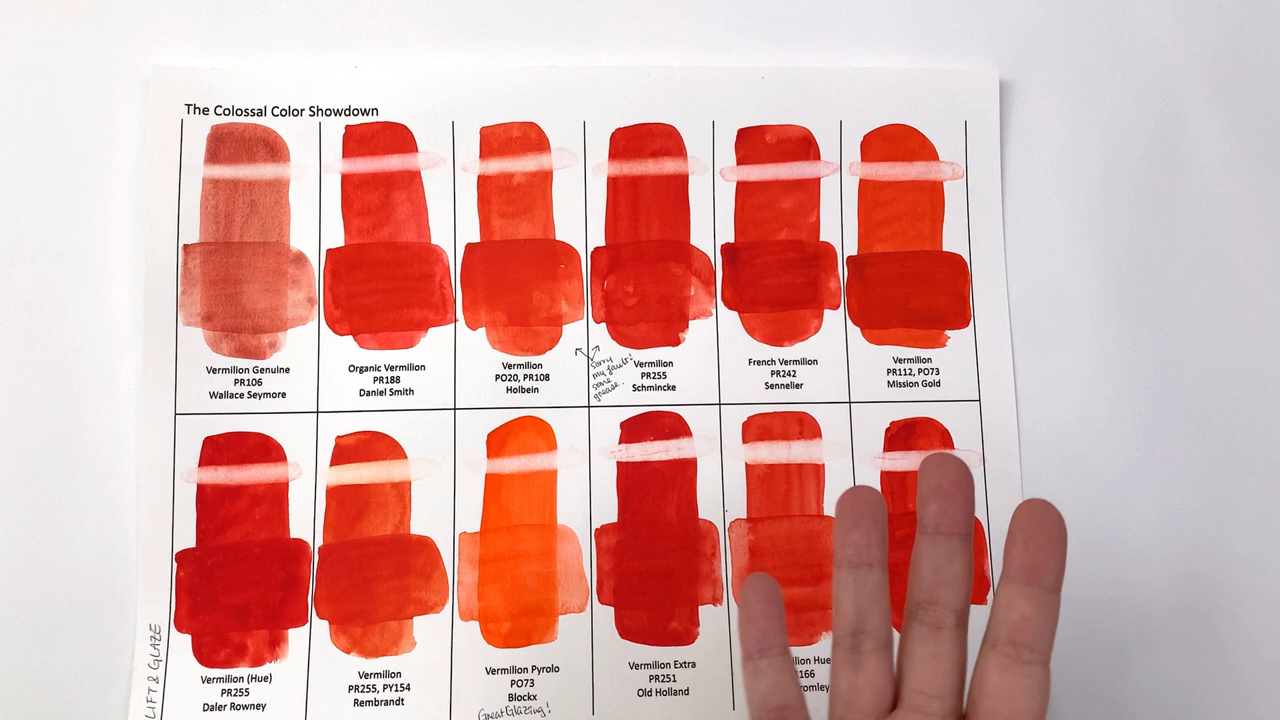 The Colossal Color Showdown
Vermilion Genuine
PR106
Wallace Seymore
Organic Vermilion
PR188
Daniel Smith
Vermilion
PO20, PR108
Holbein
sorry
my fault!
some
grease.
Vermilion
PR255
Schmincke
French Vermilion
PR242
Sennelier
Vermilion
PR112, PO73
Mission Gold
LIFT & GLAZE
Vermilion (Hue)
PR255
Daler Rowney
Vermilion
PR255, PY154
Rembrandt
Vermilion Pyrolo
PO73
Blockx
Great Glazing!
Vermilion Extra
PR251
Old Holland
Hue
166
romley